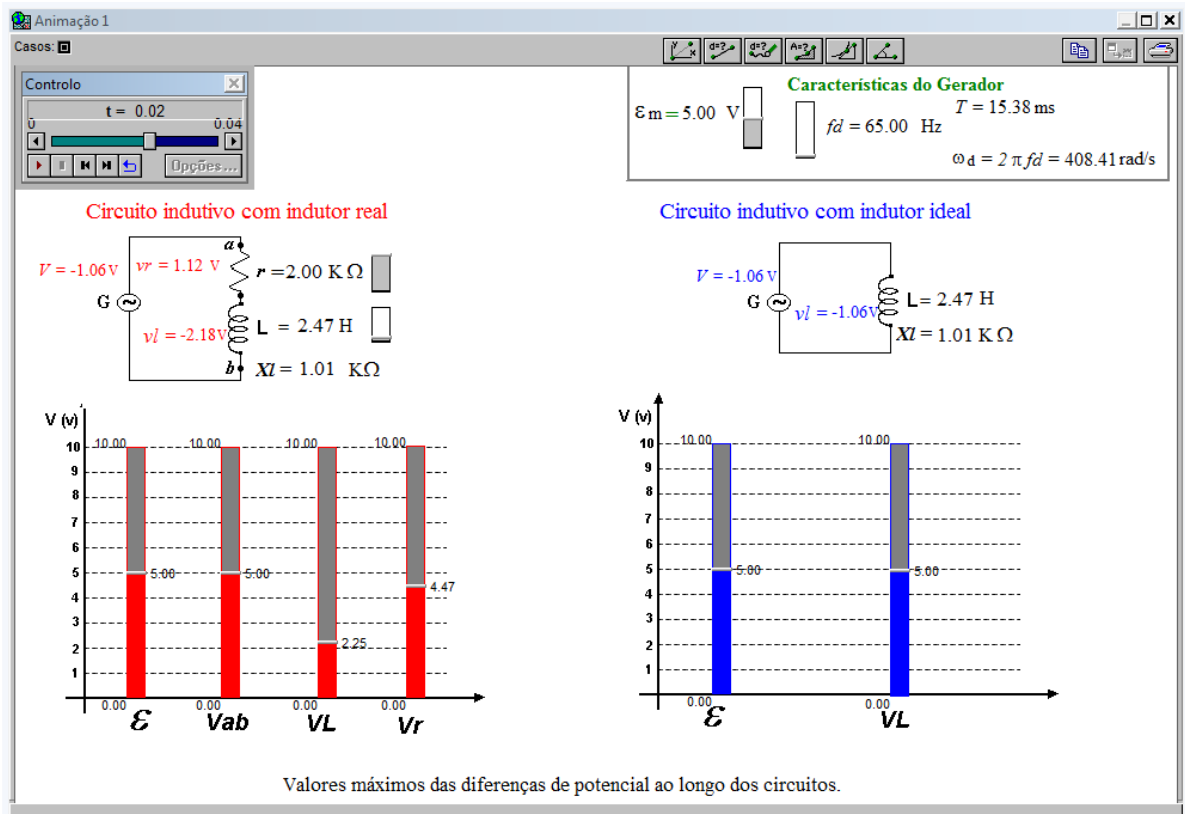 Animação 1
Casos:
Controlo
t = 0.02
0 0.04
Opções...
Características do Gerador
εm = 5.00 V
fd = 65.00 Hz
T = 15.38 ms
ωd = 2 π fd = 408.41 rad/s
Circuito indutivo com indutor real
V = -1.06 V
vr = 1.12 V
a
r = 2.00 K Ω
G
vl = -2.18 V
L = 2.47 H
b
Xl = 1.01 KΩ
Circuito indutivo com indutor ideal
V = -1.06 V
G
vl = -1.06 V
L = 2.47 H
Xl = 1.01 K Ω
V (v)
10
9
8
7
6
5
4
3
2
1
10.00 10.00 10.00 10.00
5.00 5.00 2.25 4.47
0.00 0.00 0.00 0.00
ε Vab VL Vr
V (v)
10
9
8
7
6
5
4
3
2
1
10.00 10.00
5.00 5.00
0.00 0.00
ε VL
Valores máximos das diferenças de potencial ao longo dos circuitos.